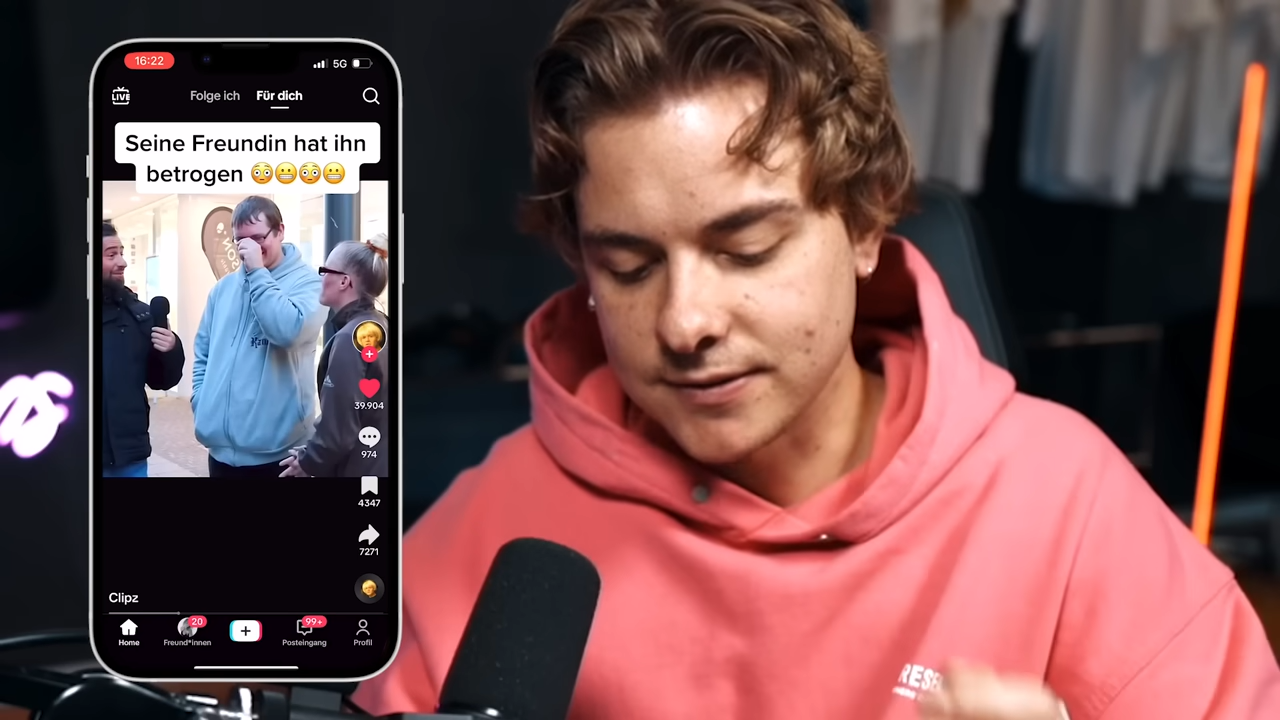 16:22
5G
LIVE
Folge ich
Für dich
Seine Freundin hat ihn
betrogen 😳😬😳😬
39.904
974
4347
7271
Clipz
20
99+
Home
Freund*innen
Posteingang
Profil